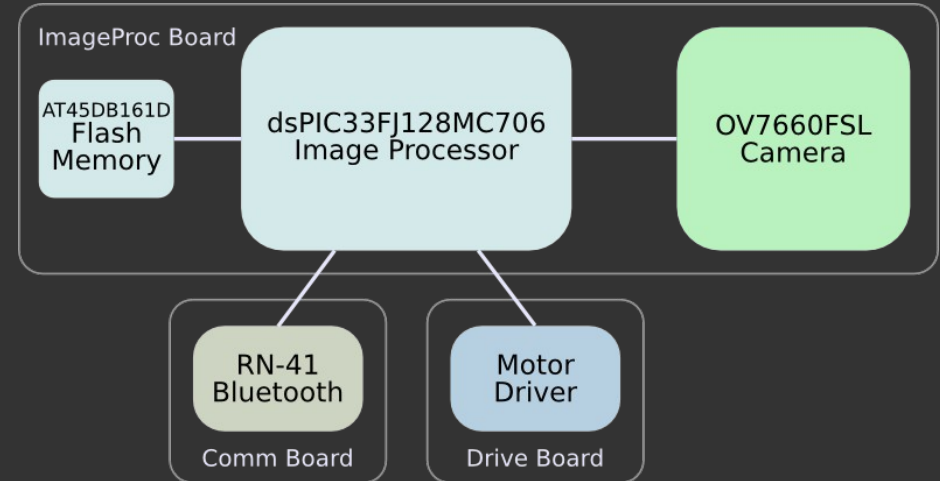 ImageProc Board
AT45DB161D
Flash
Memory
dsPIC33FJ128MC706
Image Processor
OV7660FSL
Camera
RN-41
Bluetooth
Comm Board
Motor
Driver
Drive Board